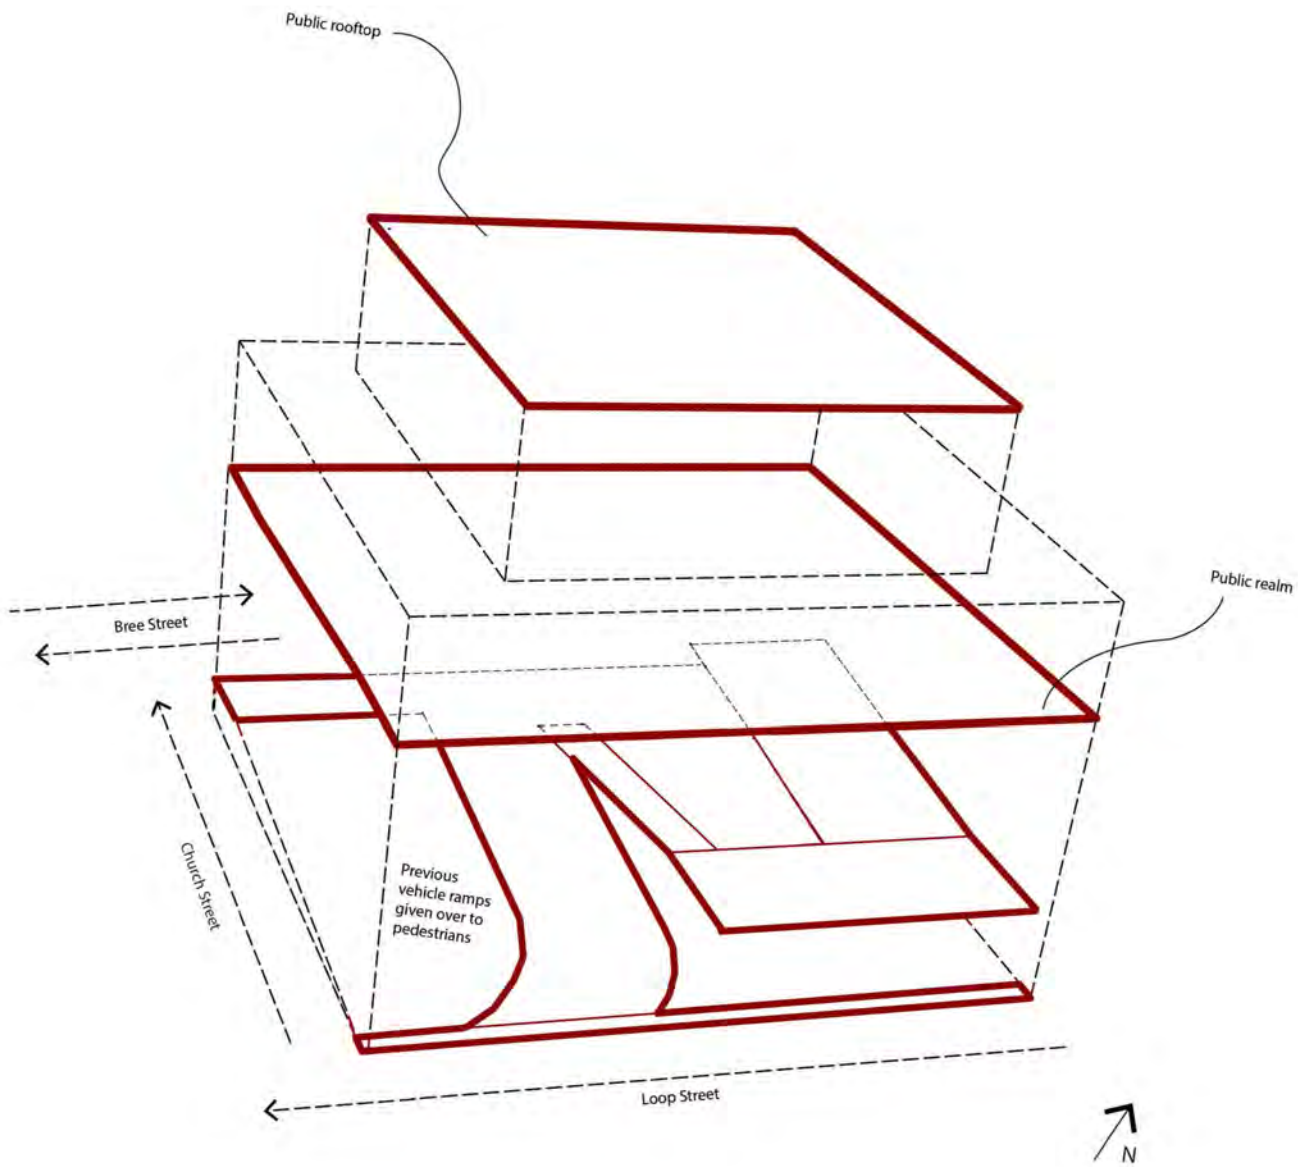 Public rooftop
Public realm
Bree Street
Church Street
Previous
vehicle ramps
given over to
pedestrians
Loop Street
N